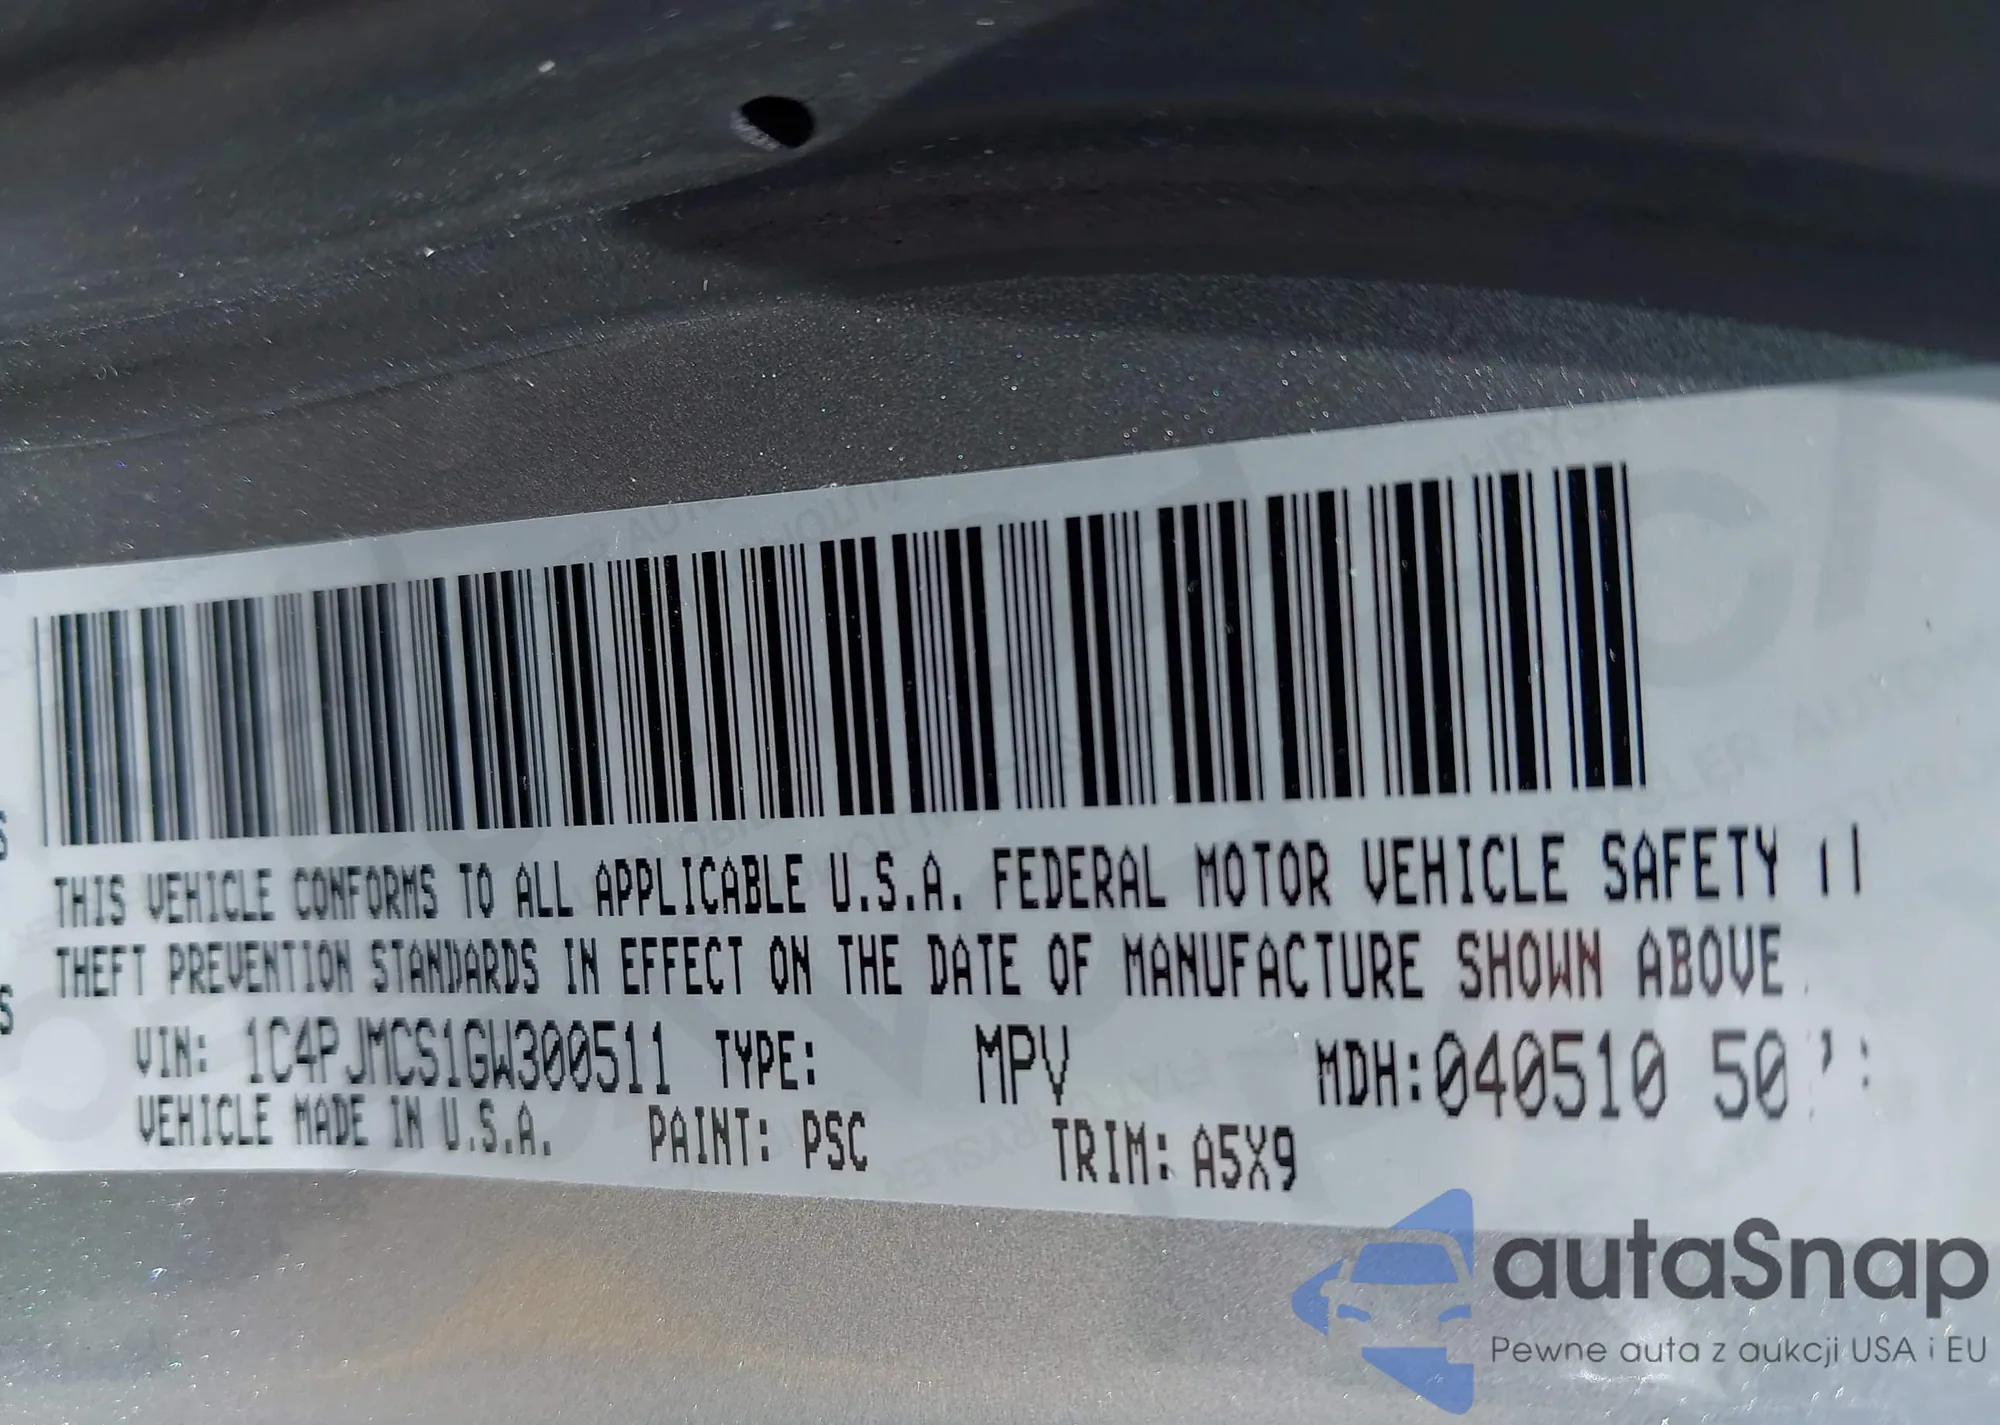 THIS VEHICLE CONFORMS TO ALL APPLICABLE U.S.A. FEDERAL MOTOR VEHICLE SAFETY
THEFT PREVENTION STANDARDS IN EFFECT ON THE DATE OF MANUFACTURE SHOWN ABOVE.
VIN: 1C4PJMCS1GW300511 TYPE: MPV MDH:040510 50
VEHICLE MADE IN U.S.A. PAINT: PSC TRIM: A5X9
autaSnap
Pewne auta z aukcji USA i EU